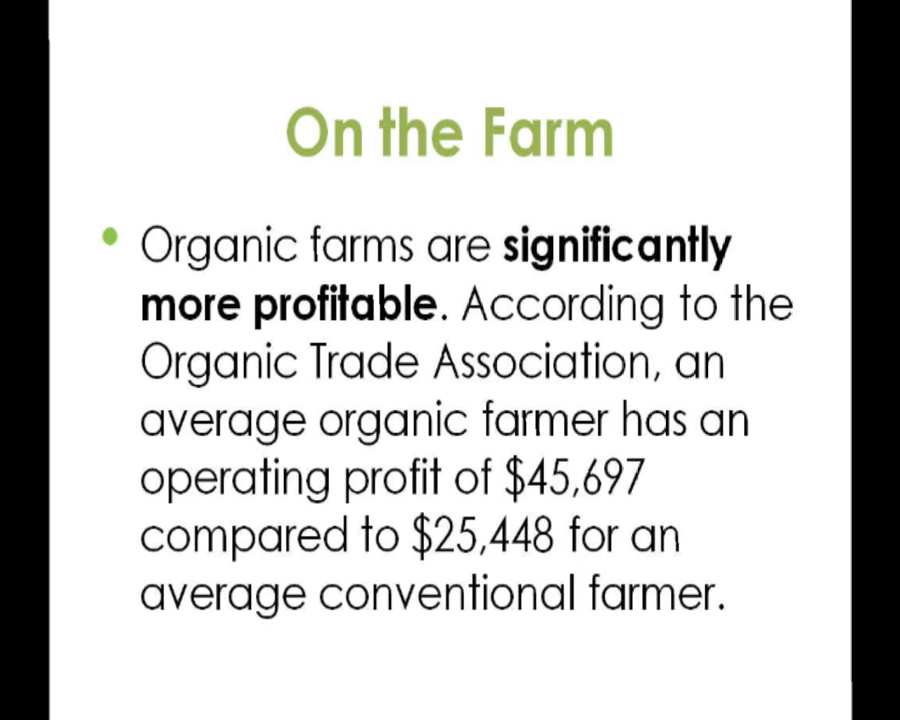 On the Farm
• Organic farms are significantly
more profitable. According to the
Organic Trade Association, an
average organic farmer has an
operating profit of $45,697
compared to $25,448 for an
average conventional farmer.